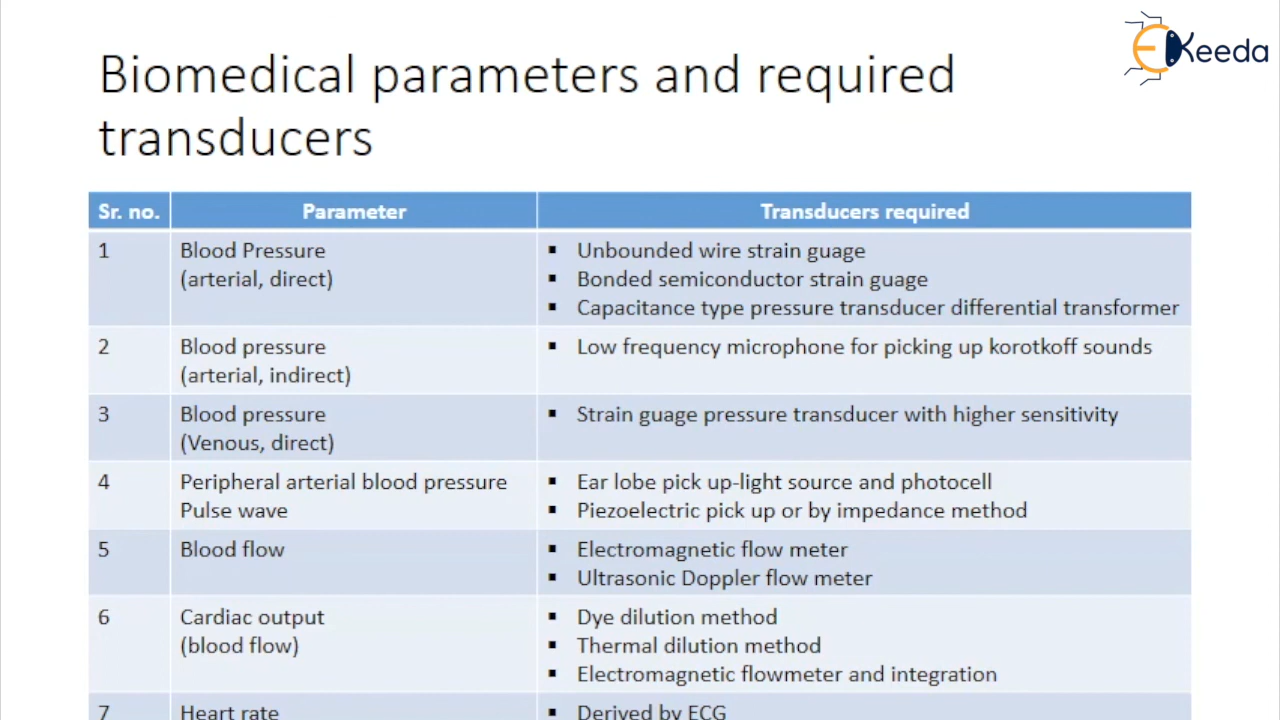 EKeeda
Biomedical parameters and required
transducers
Sr. no. Parameter Transducers required
1 Blood Pressure ▪ Unbounded wire strain guage
(arterial, direct) ▪ Bonded semiconductor strain guage
▪ Capacitance type pressure transducer differential transformer
2 Blood pressure ▪ Low frequency microphone for picking up korotkoff sounds
(arterial, indirect)
3 Blood pressure ▪ Strain guage pressure transducer with higher sensitivity
(Venous, direct)
4 Peripheral arterial blood pressure ▪ Ear lobe pick up-light source and photocell
Pulse wave ▪ Piezoelectric pick up or by impedance method
5 Blood flow ▪ Electromagnetic flow meter
▪ Ultrasonic Doppler flow meter
6 Cardiac output ▪ Dye dilution method
(blood flow) ▪ Thermal dilution method
▪ Electromagnetic flowmeter and integration
7 Heart rate ▪ Derived by ECG